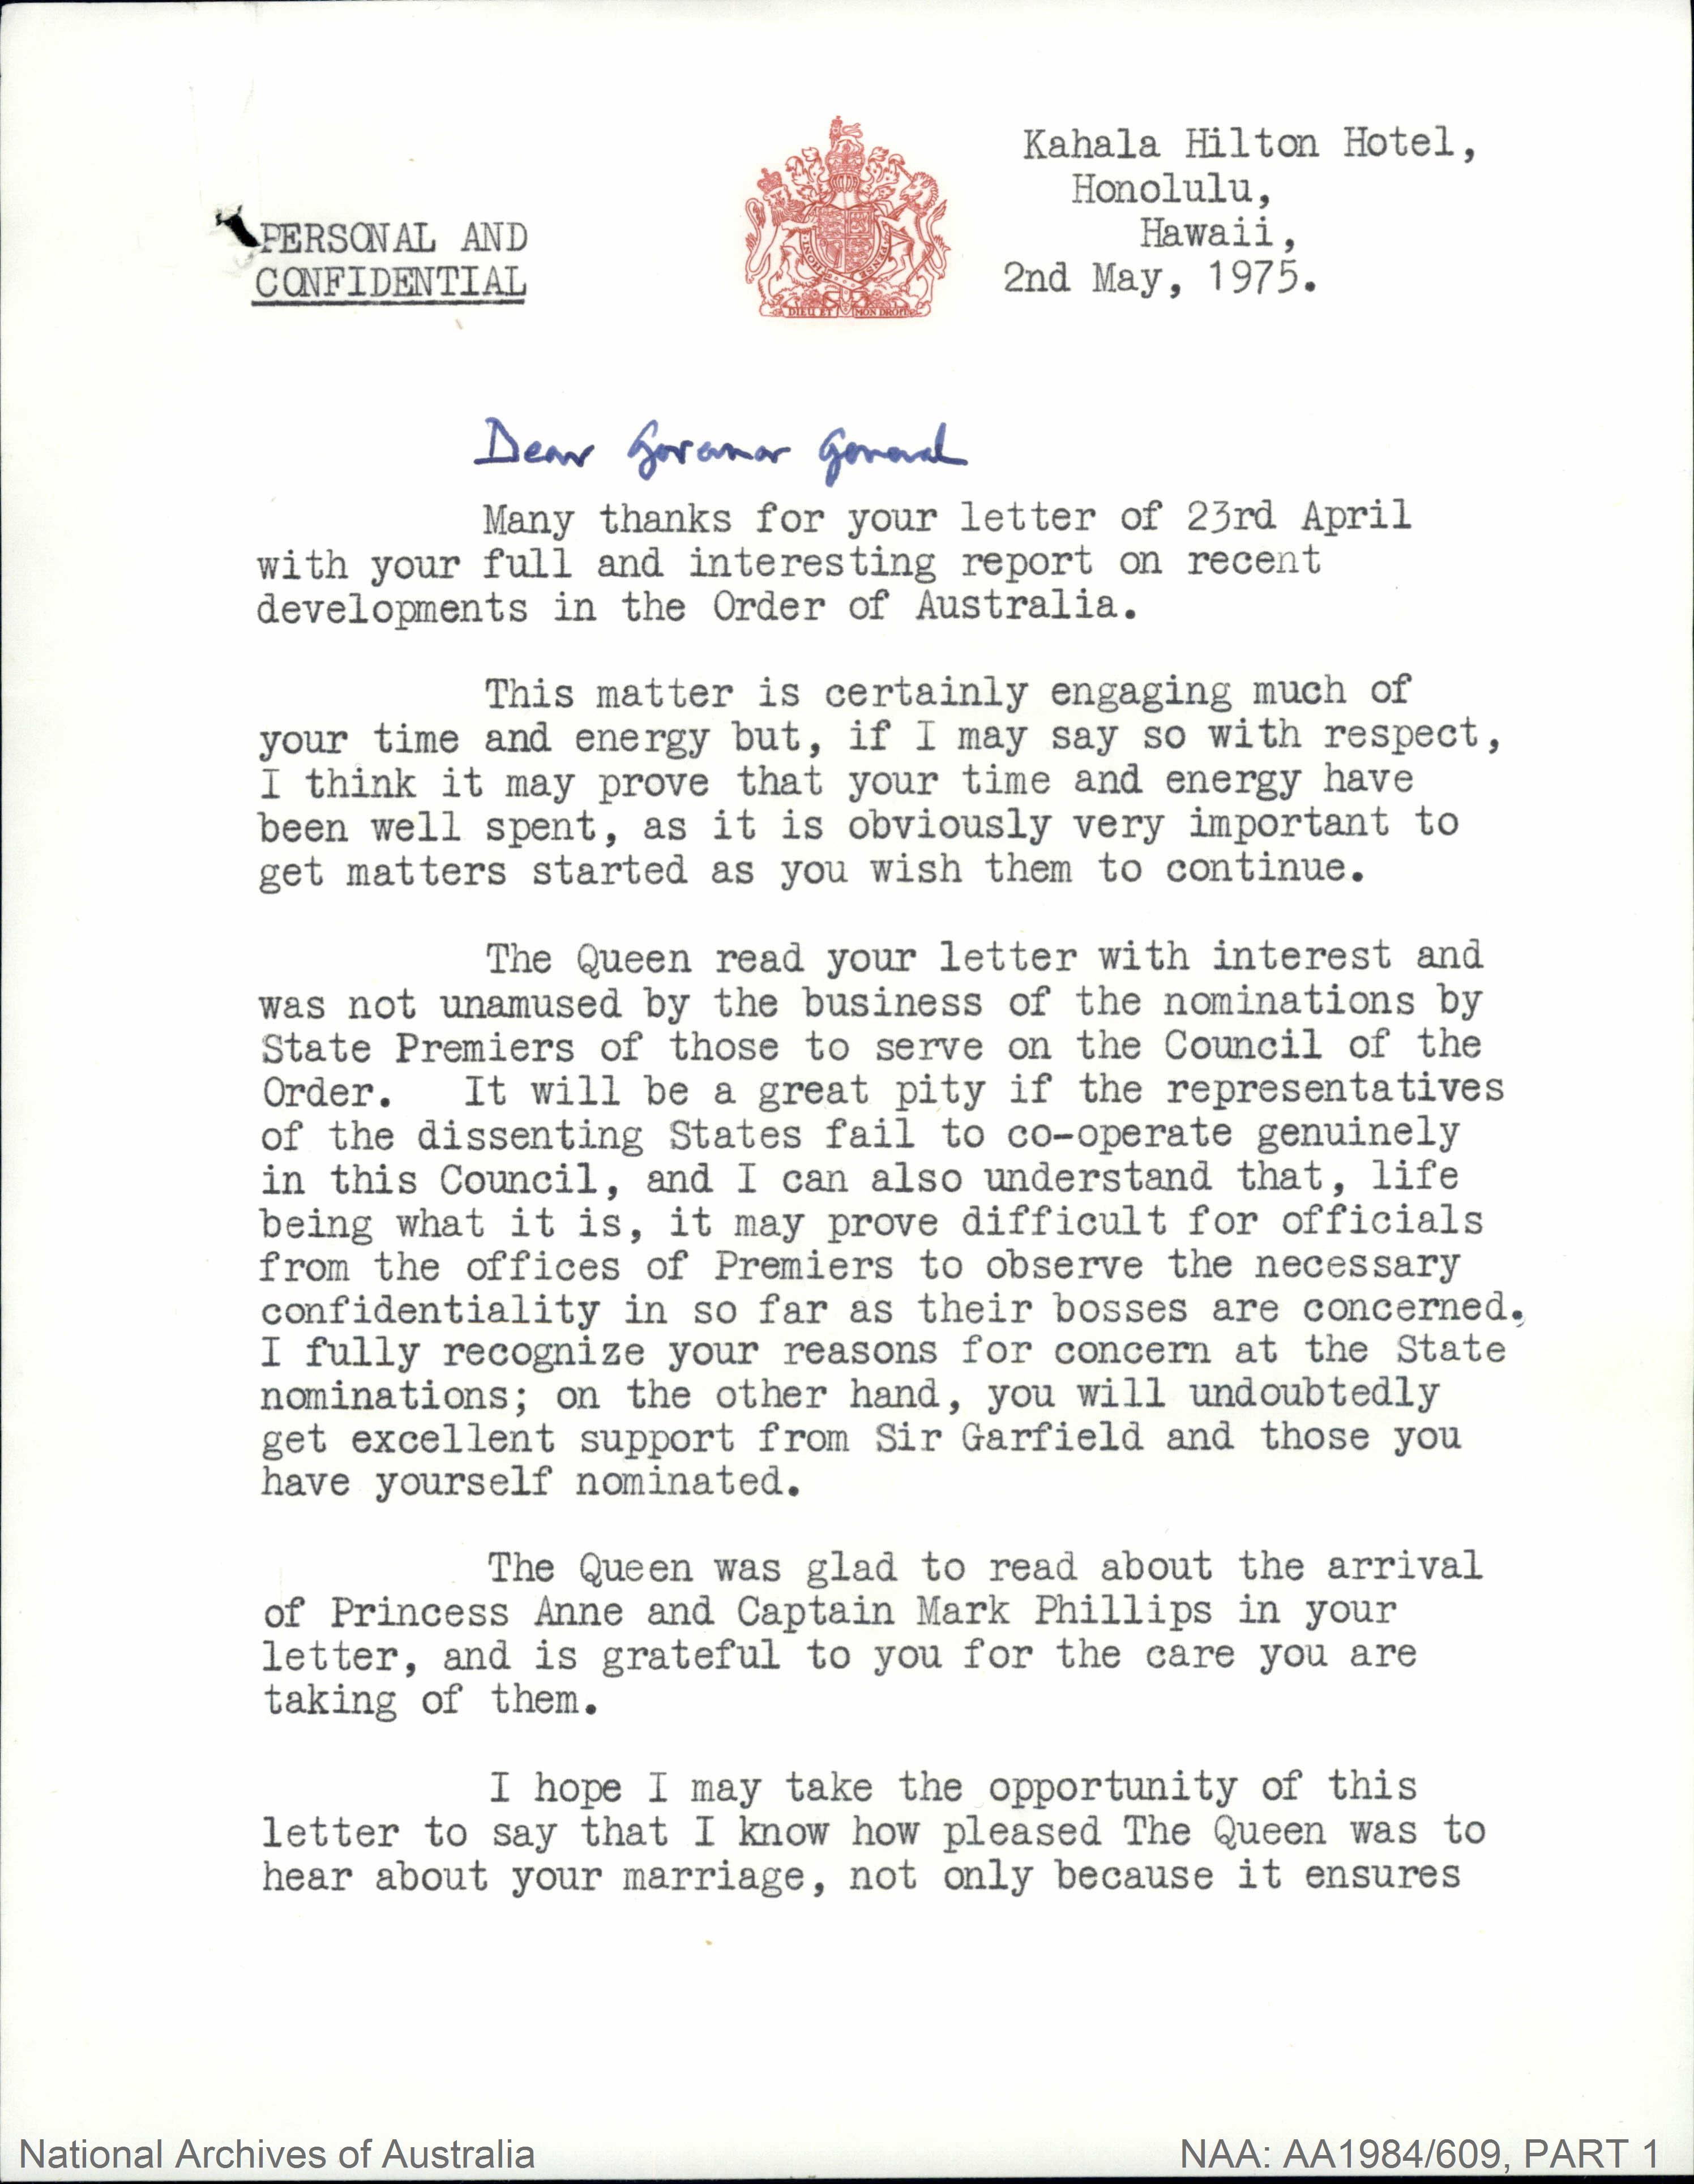 Kahala Hilton Hotel,
Honolulu,
Hawaii,
2nd May, 1975.
PERSONAL AND
CONFIDENTIAL
DIEU ET MON DROIT
Dear Governor General
Many thanks for your letter of 23rd April
with your full and interesting report on recent
developments in the Order of Australia.
This matter is certainly engaging much of
your time and energy but, if I may say so with respect,
I think it may prove that your time and energy have
been well spent, as it is obviously very important to
get matters started as you wish them to continue.
The Queen read your letter with interest and
was not unamused by the business of the nominations by
State Premiers of those to serve on the Council of the
Order. It will be a great pity if the representatives
of the dissenting States fail to co-operate genuinely
in this Council, and I can also understand that, life
being what it is, it may prove difficult for officials
from the offices of Premiers to observe the necessary
confidentiality in so far as their bosses are concerned.
I fully recognize your reasons for concern at the State
nominations; on the other hand, you will undoubtedly
get excellent support from Sir Garfield and those you
have yourself nominated.
The Queen was glad to read about the arrival
of Princess Anne and Captain Mark Phillips in your
letter, and is grateful to you for the care you are
taking of them.
I hope I may take the opportunity of this
letter to say that I know how pleased The Queen was to
hear about your marriage, not only because it ensures
National Archives of Australia
NAA: AA1984/609, PART 1